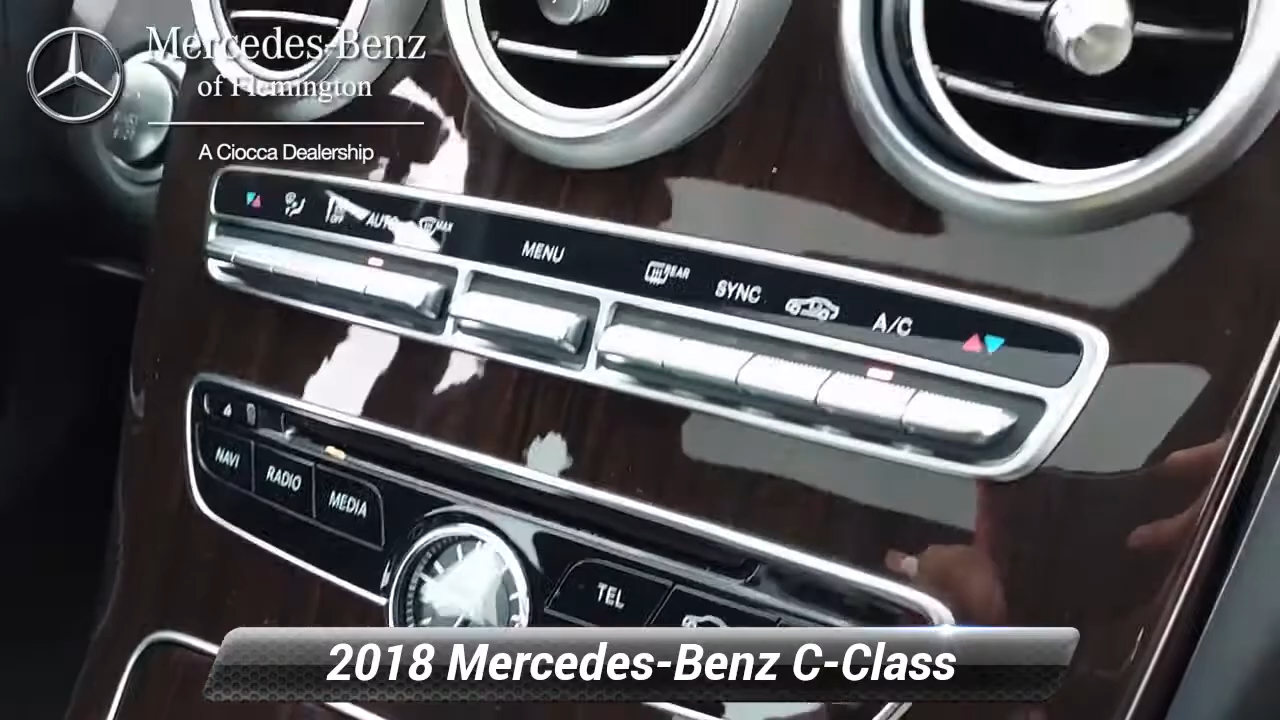 Mercedes-Benz
of Flemington
A Ciocca Dealership
OFF AUTO MAX
MENU
REAR
SYNC
A/C
NAVI
RADIO
MEDIA
TEL
2018 Mercedes-Benz C-Class